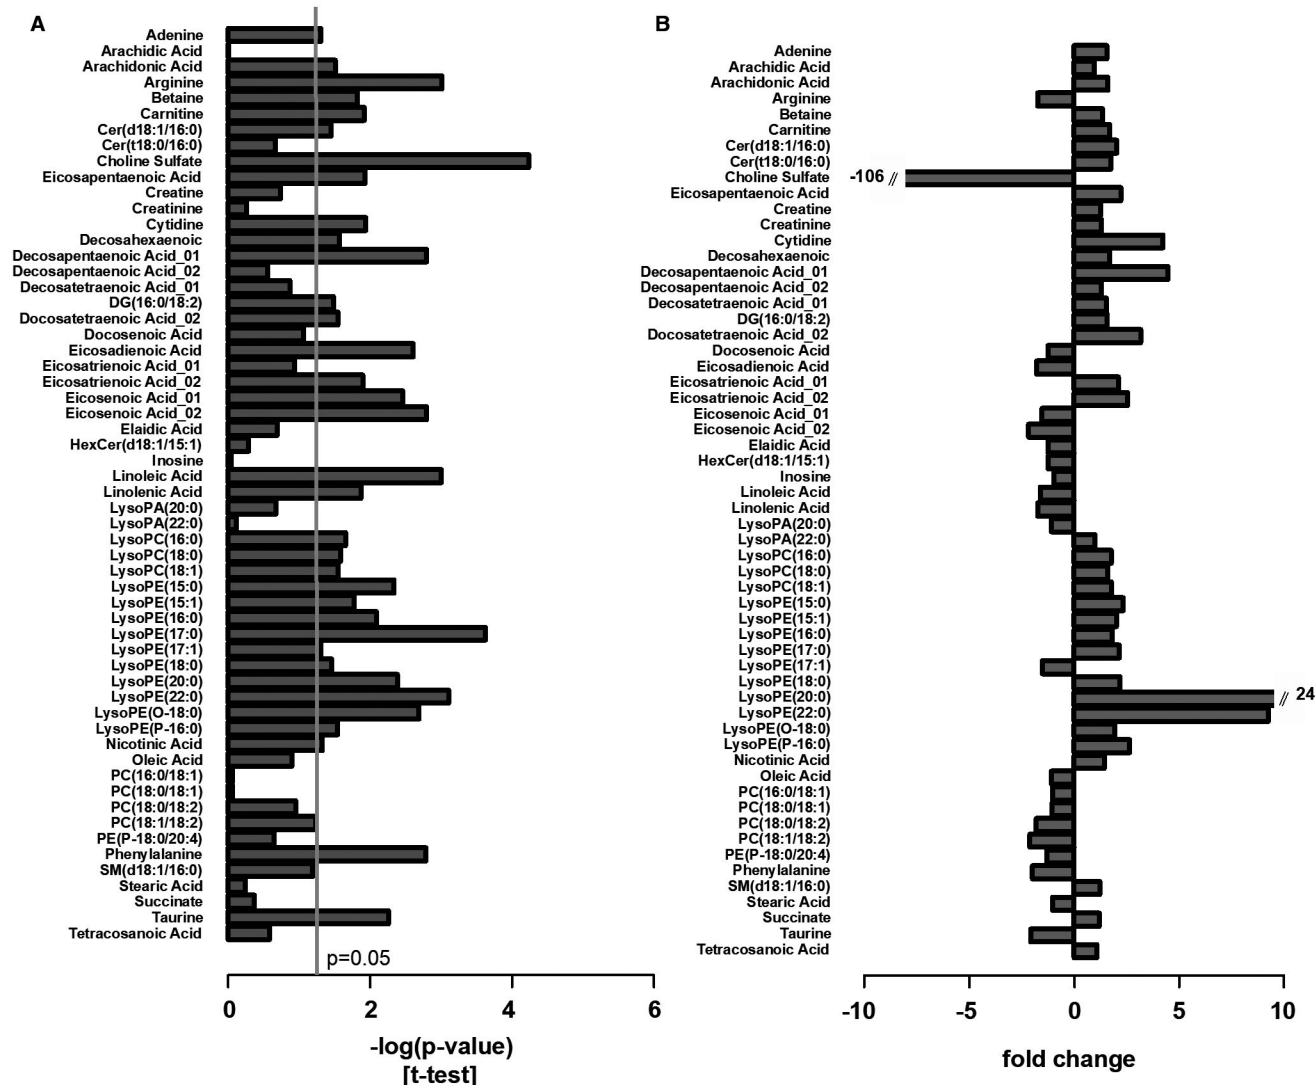 A
Adenine
Arachidic Acid
Arachidonic Acid
Arginine
Betaine
Carnitine
Cer(d18:1/16:0)
Cer(t18:0/16:0)
Choline Sulfate
Eicosapentaenoic Acid
Creatine
Creatinine
Cytidine
Decosahexaenoic
Decosapentaenoic Acid_01
Decosapentaenoic Acid_02
Decosatetraenoic Acid_01
DG(16:0/18:2)
Docosatetraenoic Acid_02
Docosenoic Acid
Eicosadienoic Acid
Eicosatrienoic Acid_01
Eicosatrienoic Acid_02
Eicosenoic Acid_01
Eicosenoic Acid_02
Elaidic Acid
HexCer(d18:1/15:1)
Inosine
Linoleic Acid
Linolenic Acid
LysoPA(20:0)
LysoPA(22:0)
LysoPC(16:0)
LysoPC(18:0)
LysoPC(18:1)
LysoPE(15:0)
LysoPE(15:1)
LysoPE(16:0)
LysoPE(17:0)
LysoPE(17:1)
LysoPE(18:0)
LysoPE(20:0)
LysoPE(22:0)
LysoPE(O-18:0)
LysoPE(P-16:0)
Nicotinic Acid
Oleic Acid
PC(16:0/18:1)
PC(18:0/18:1)
PC(18:0/18:2)
PC(18:1/18:2)
PE(P-18:0/20:4)
Phenylalanine
SM(d18:1/16:0)
Stearic Acid
Succinate
Taurine
Tetracosanoic Acid
p=0.05
0 2 4 6
-log(p-value)
[t-test]
B
Adenine
Arachidic Acid
Arachidonic Acid
Arginine
Betaine
Carnitine
Cer(d18:1/16:0)
Cer(t18:0/16:0)
Choline Sulfate -106 //
Eicosapentaenoic Acid
Creatine
Creatinine
Cytidine
Decosahexaenoic
Decosapentaenoic Acid_01
Decosapentaenoic Acid_02
Decosatetraenoic Acid_01
DG(16:0/18:2)
Docosatetraenoic Acid_02
Docosenoic Acid
Eicosadienoic Acid
Eicosatrienoic Acid_01
Eicosatrienoic Acid_02
Eicosenoic Acid_01
Eicosenoic Acid_02
Elaidic Acid
HexCer(d18:1/15:1)
Inosine
Linoleic Acid
Linolenic Acid
LysoPA(20:0)
LysoPA(22:0)
LysoPC(16:0)
LysoPC(18:0)
LysoPC(18:1)
LysoPE(15:0)
LysoPE(15:1)
LysoPE(16:0)
LysoPE(17:0)
LysoPE(17:1)
LysoPE(18:0)
LysoPE(20:0) // 24
LysoPE(22:0)
LysoPE(O-18:0)
LysoPE(P-16:0)
Nicotinic Acid
Oleic Acid
PC(16:0/18:1)
PC(18:0/18:1)
PC(18:0/18:2)
PC(18:1/18:2)
PE(P-18:0/20:4)
Phenylalanine
SM(d18:1/16:0)
Stearic Acid
Succinate
Taurine
Tetracosanoic Acid
-10 -5 0 5 10
fold change